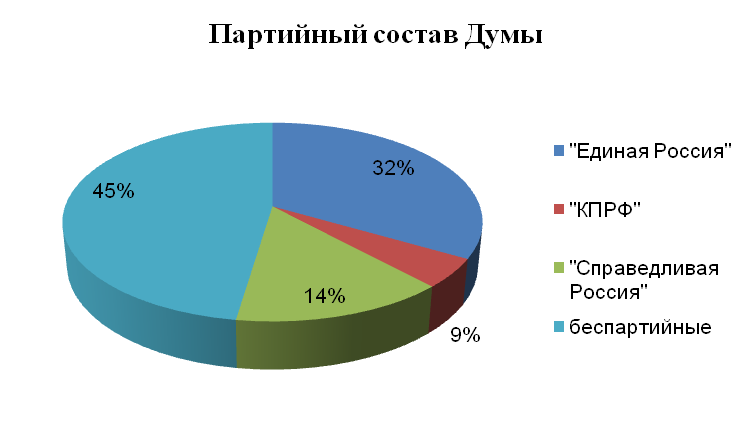 Партийный состав Думы
32%
45%
14%
9%
"Единая Россия"
"КПРФ"
"Справедливая
Россия"
беспартийные